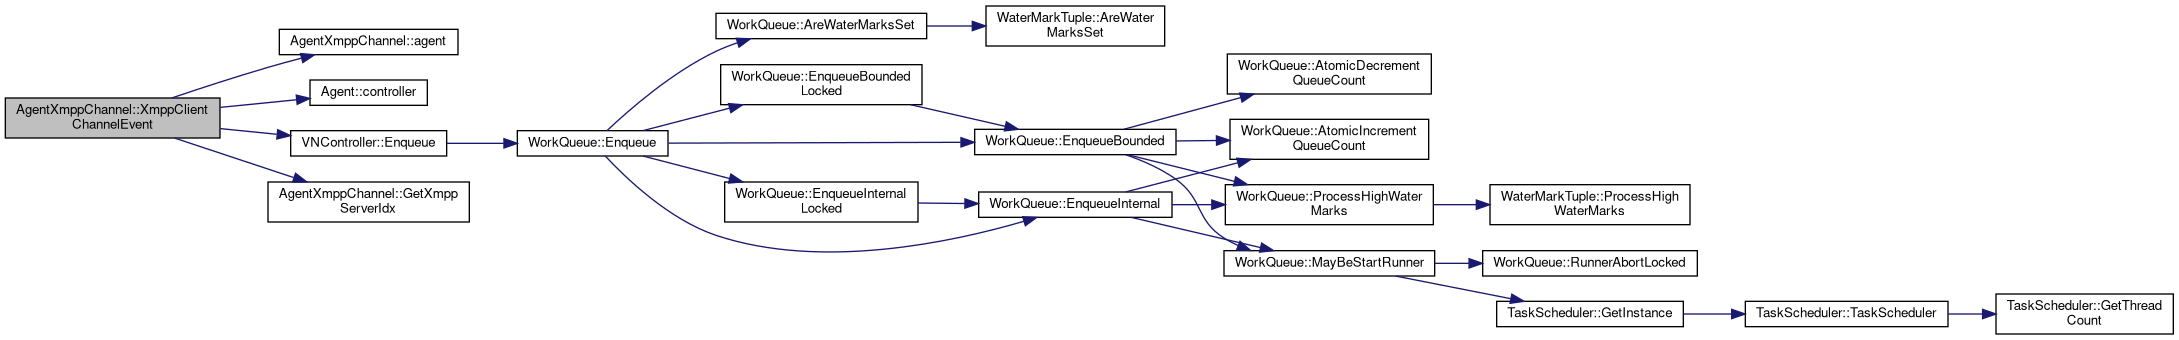 AgentXmppChannel::XmppClient
ChannelEvent
AgentXmppChannel::agent
Agent::controller
VNController::Enqueue
AgentXmppChannel::GetXmpp
ServerIdx
WorkQueue::Enqueue
WorkQueue::AreWaterMarksSet
WorkQueue::EnqueueBounded
Locked
WorkQueue::EnqueueInternal
Locked
WaterMarkTuple::AreWater
MarksSet
WorkQueue::EnqueueBounded
WorkQueue::EnqueueInternal
WorkQueue::AtomicDecrement
QueueCount
WorkQueue::AtomicIncrement
QueueCount
WorkQueue::ProcessHighWater
Marks
WorkQueue::MayBeStartRunner
WaterMarkTuple::ProcessHigh
WaterMarks
WorkQueue::RunnerAbortLocked
TaskScheduler::GetInstance
TaskScheduler::TaskScheduler
TaskScheduler::GetThread
Count